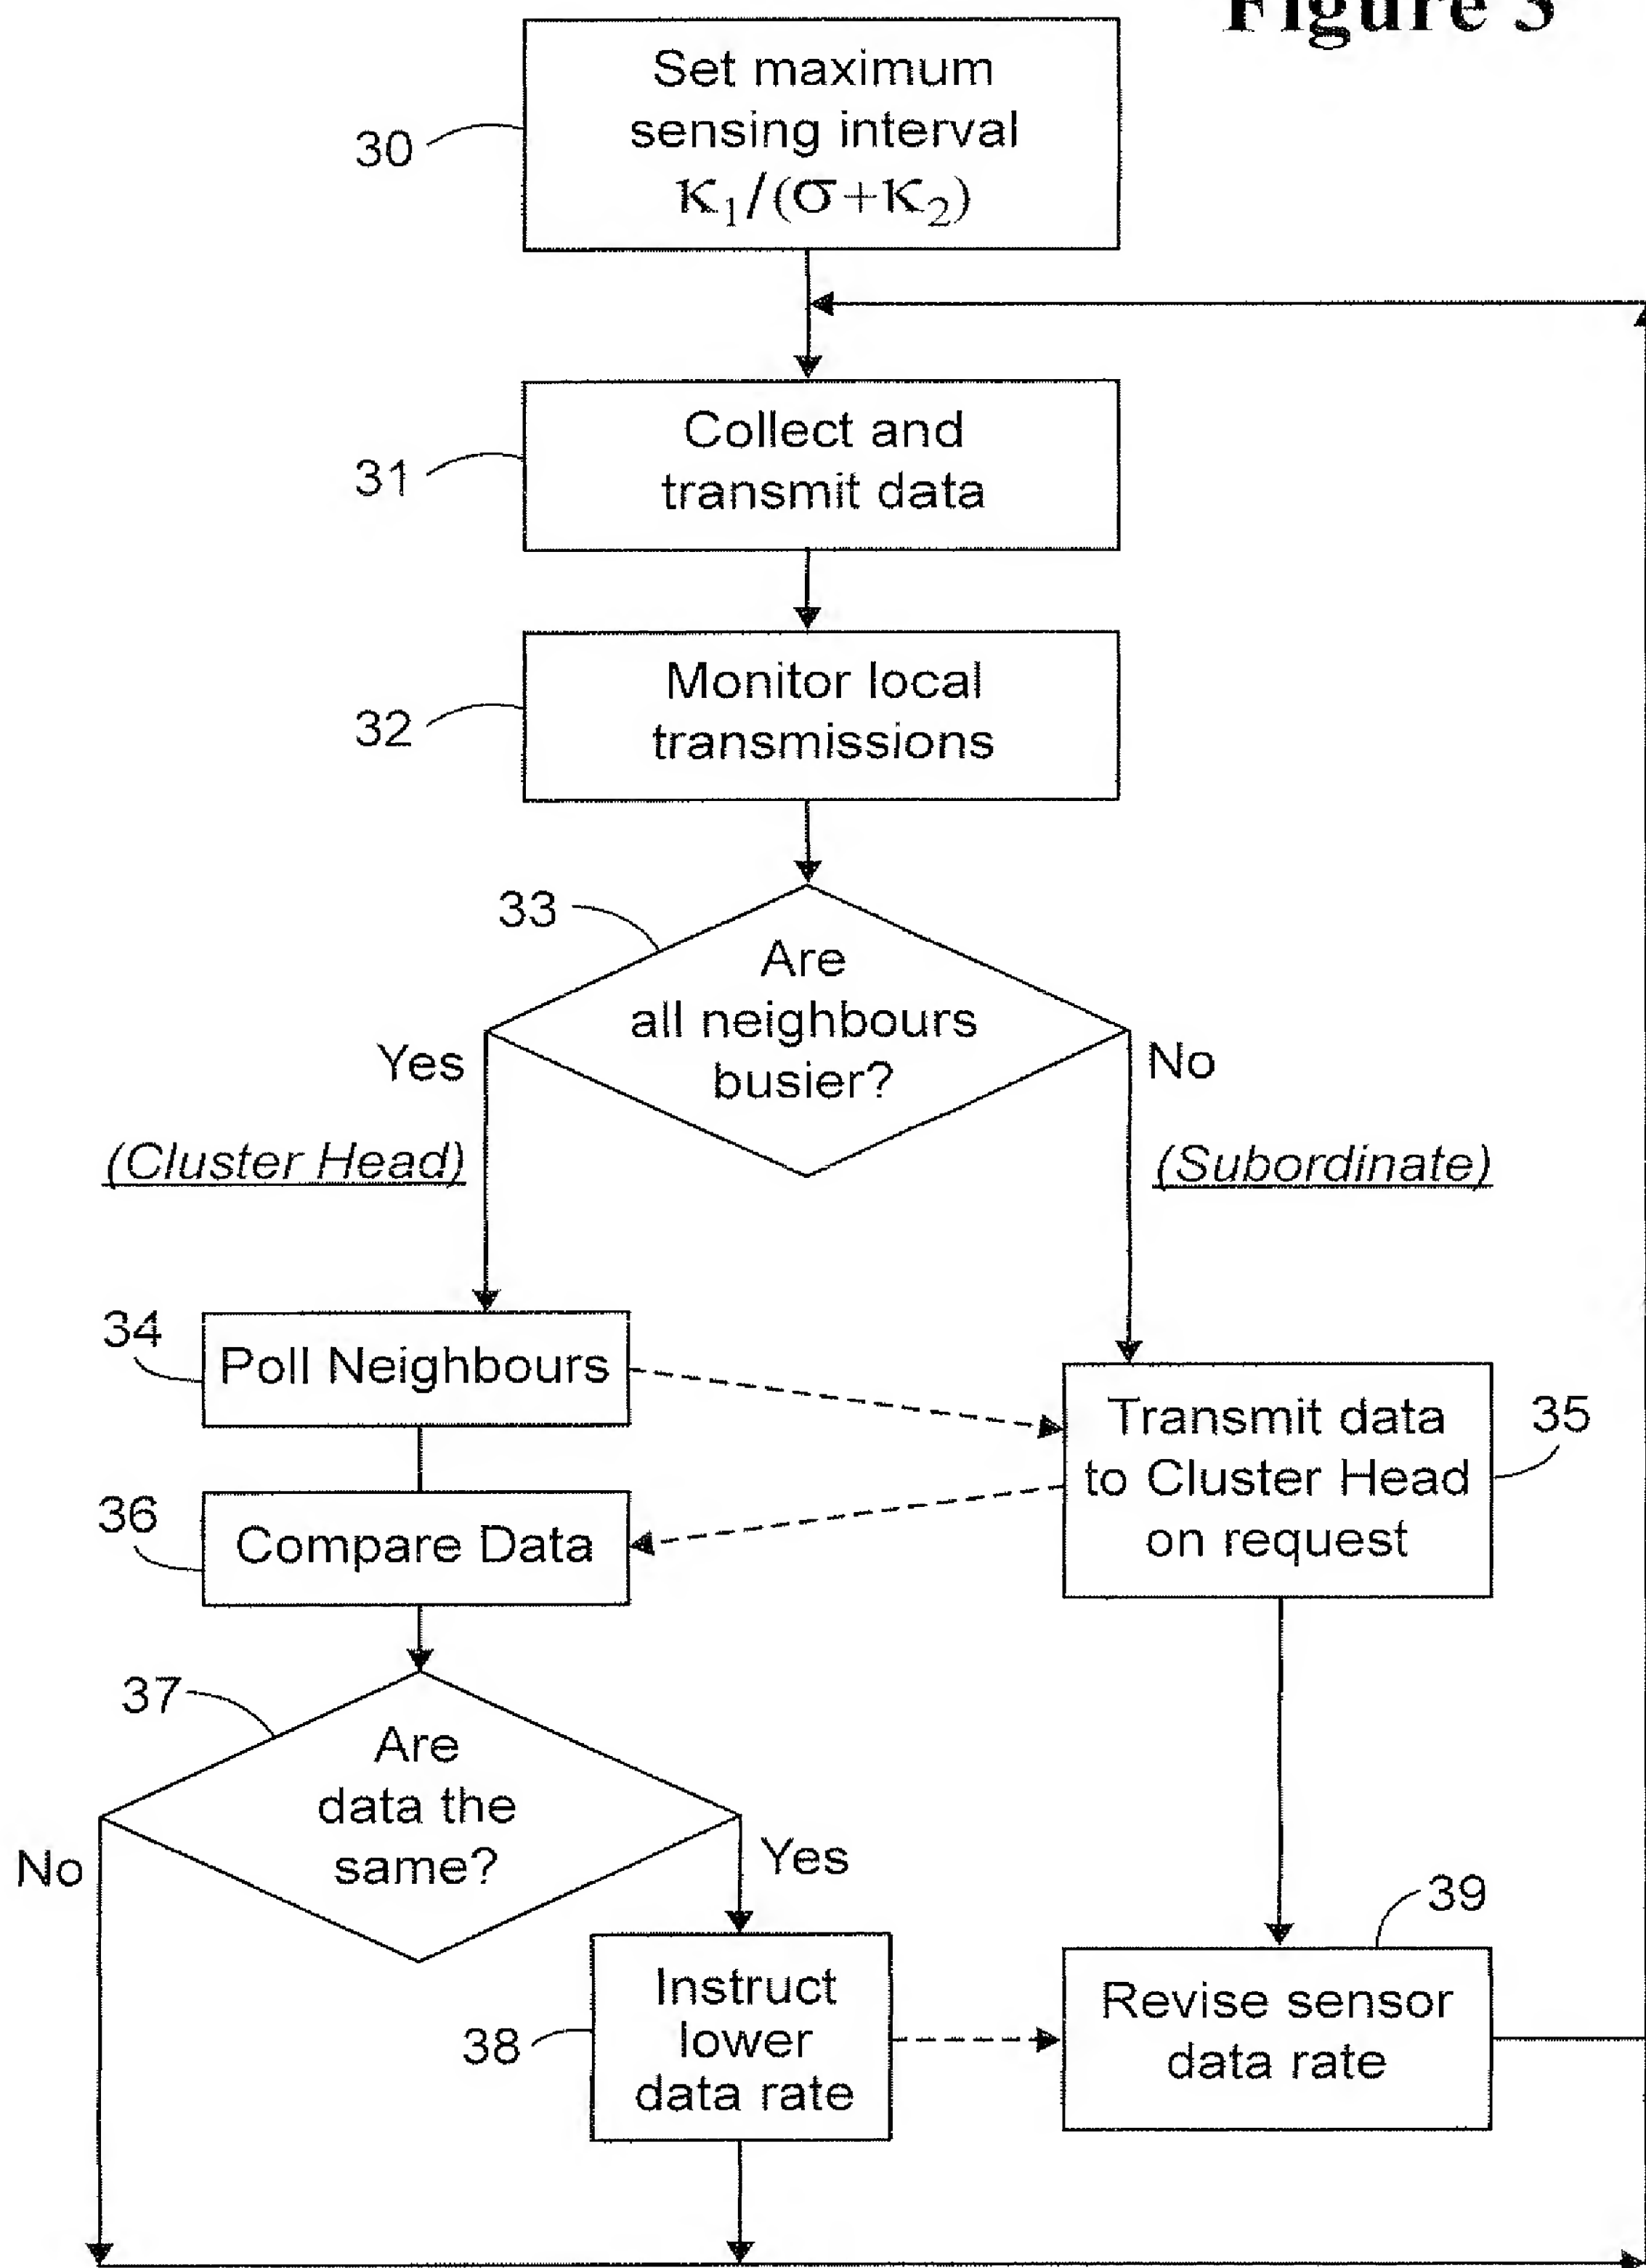 Figure 3
Set maximum
sensing interval
κ₁/(σ+κ₂)
30
Collect and
transmit data
31
Monitor local
transmissions
32
33
Are
all neighbours
busier?
Yes
No
(Cluster Head)
(Subordinate)
34
Poll Neighbours
Transmit data
to Cluster Head
on request
35
36
Compare Data
37
Are
data the
same?
No
Yes
39
Instruct
lower
data rate
38
Revise sensor
data rate